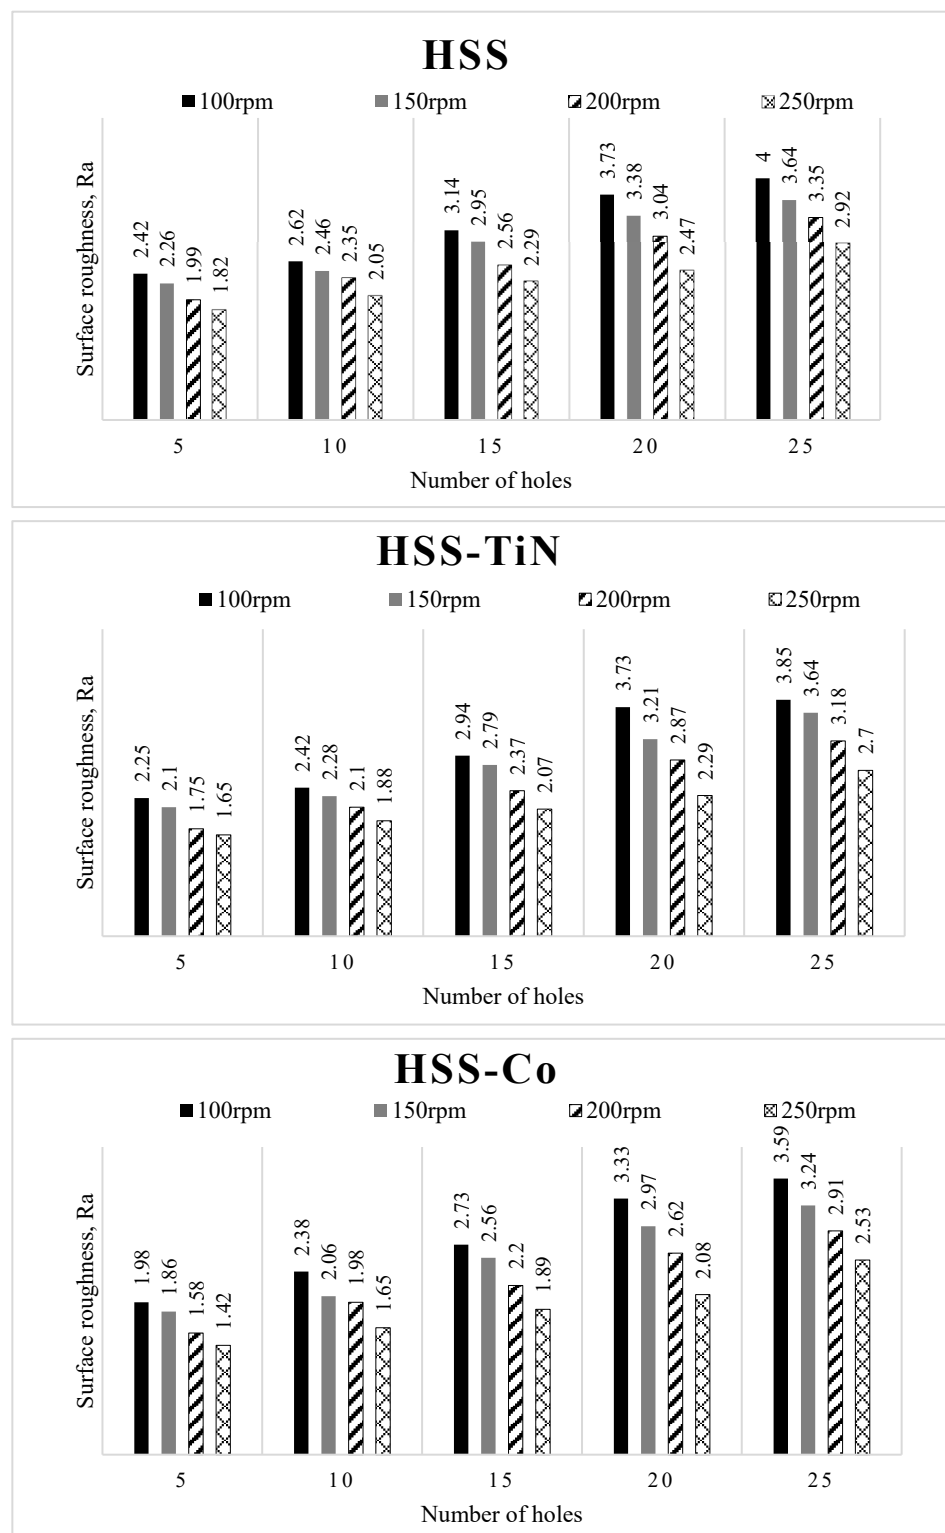 HSS
100rpm 150rpm 200rpm 250rpm
Surface roughness, Ra
2.42 2.26 1.99 1.82 2.62 2.46 2.35 2.05 3.14 2.95 2.56 2.29 3.73 3.38 3.04 2.47 4 3.64 3.35 2.92
5 10 15 20 25
Number of holes
HSS-TiN
100rpm 150rpm 200rpm 250rpm
Surface roughness, Ra
2.25 2.1 1.75 1.65 2.42 2.28 2.1 1.88 2.94 2.79 2.37 2.07 3.73 3.21 2.87 2.29 3.85 3.64 3.18 2.7
5 10 15 20 25
Number of holes
HSS-Co
100rpm 150rpm 200rpm 250rpm
Surface roughness, Ra
1.98 1.86 1.58 1.42 2.38 2.06 1.98 1.65 2.73 2.56 2.2 1.89 3.33 2.97 2.62 2.08 3.59 3.24 2.91 2.53
5 10 15 20 25
Number of holes